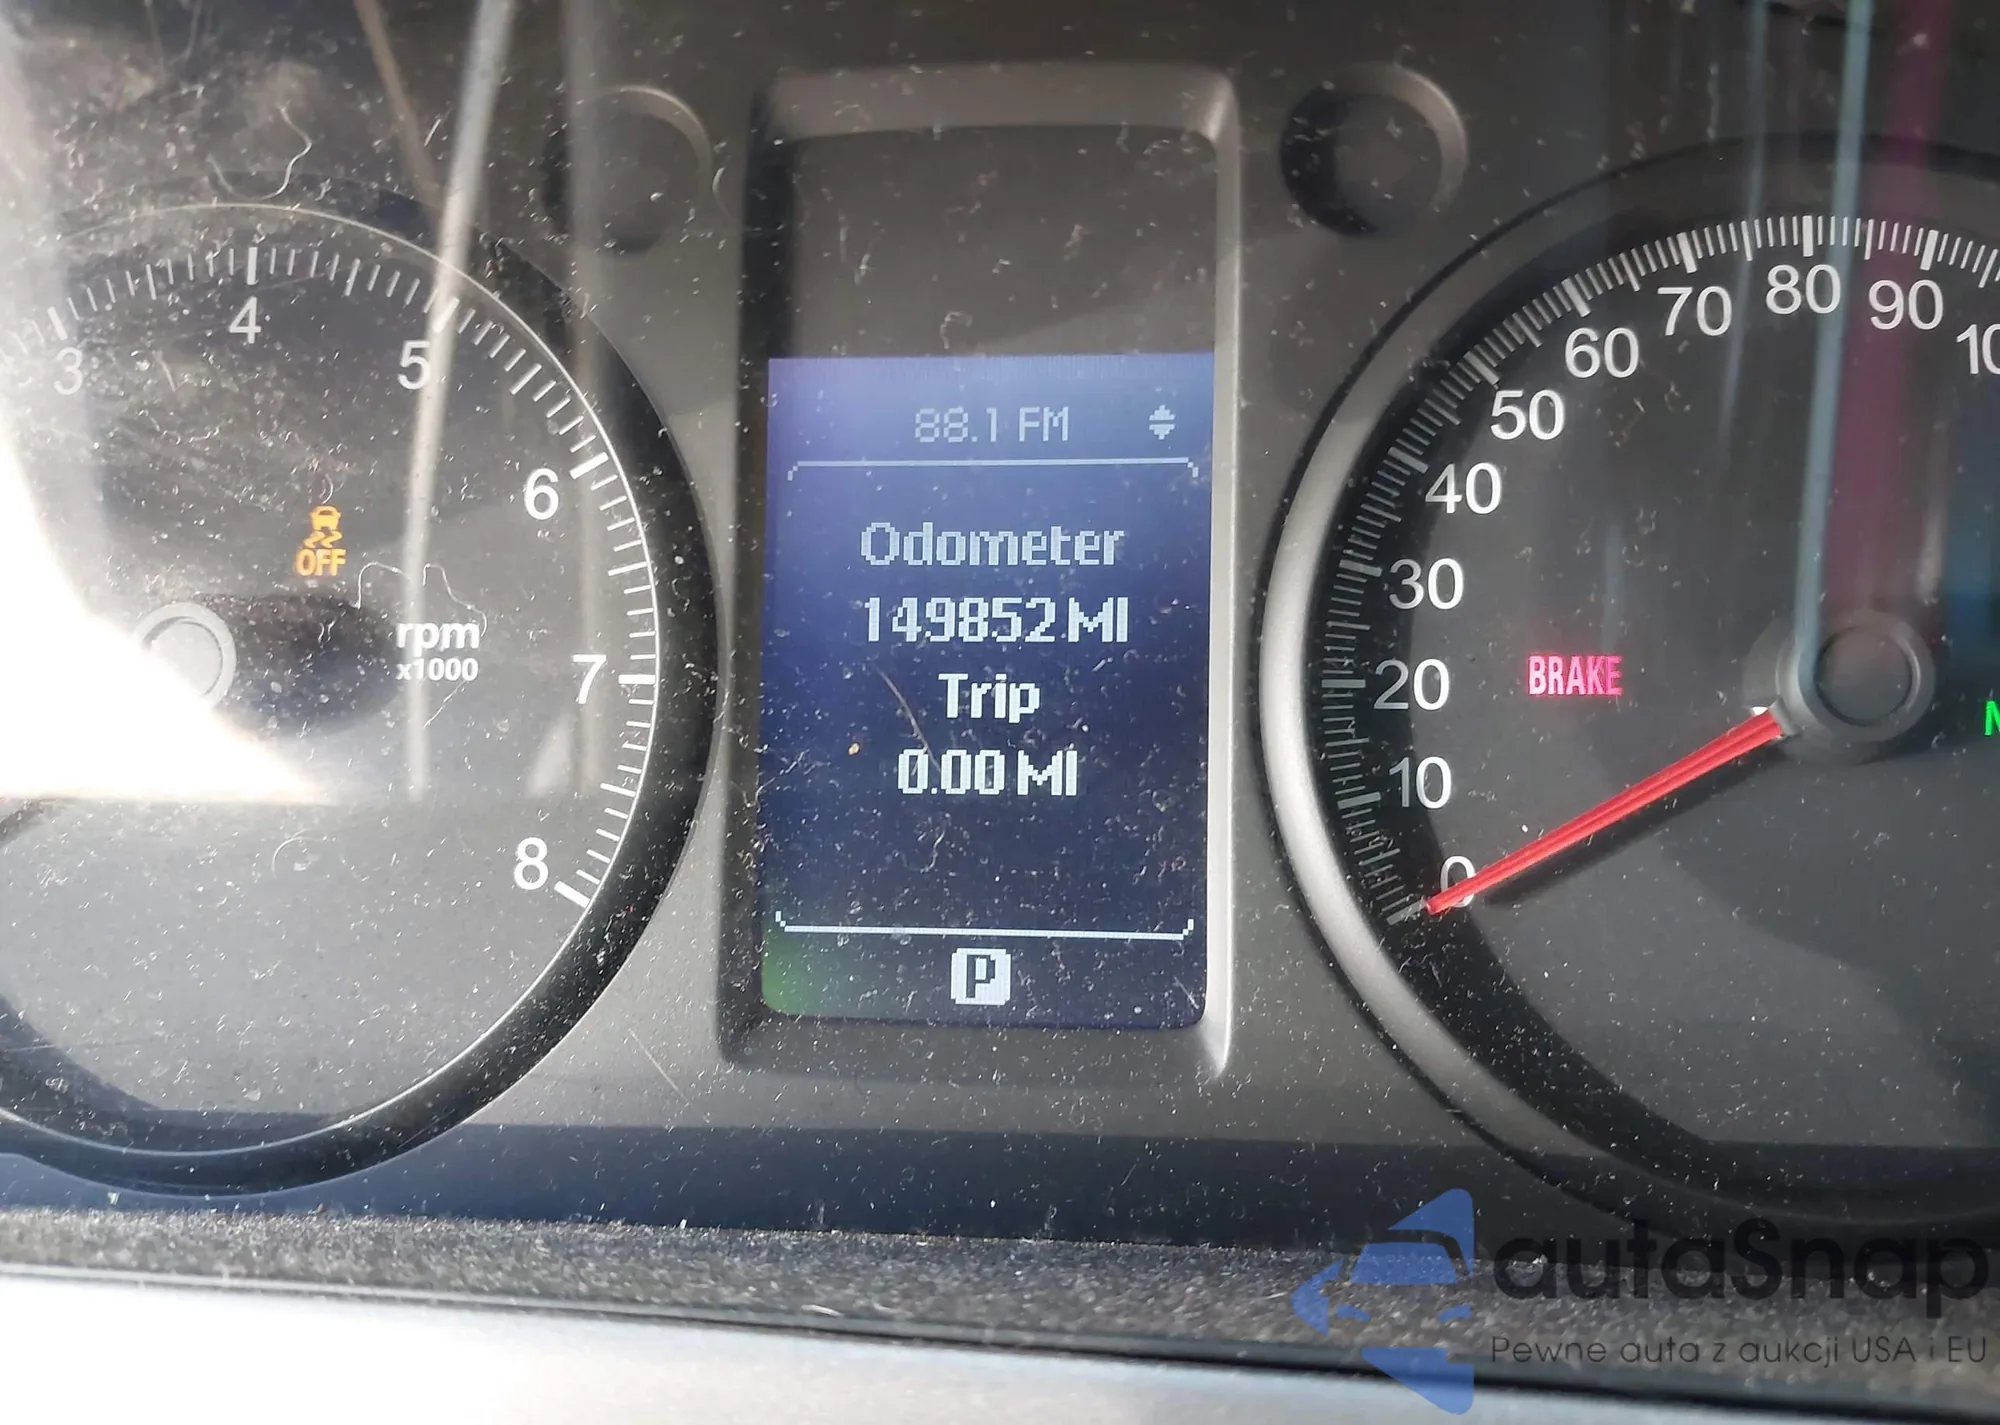 3
4
5
6
7
8
OFF
rpm
x1000
88.1 FM
Odometer
149852 MI
Trip
0.00 MI
P
0
10
20
30
40
50
60
70
80
90
BRAKE
autaSnap
Pewne auta z aukcji USA i EU